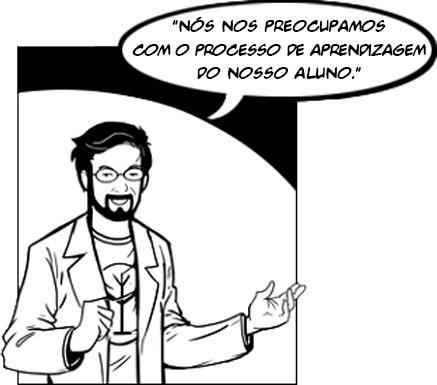 "NÓS NOS PREOCUPAMOS
COM O PROCESSO DE APRENDIZAGEM
DO NOSSO ALUNO."